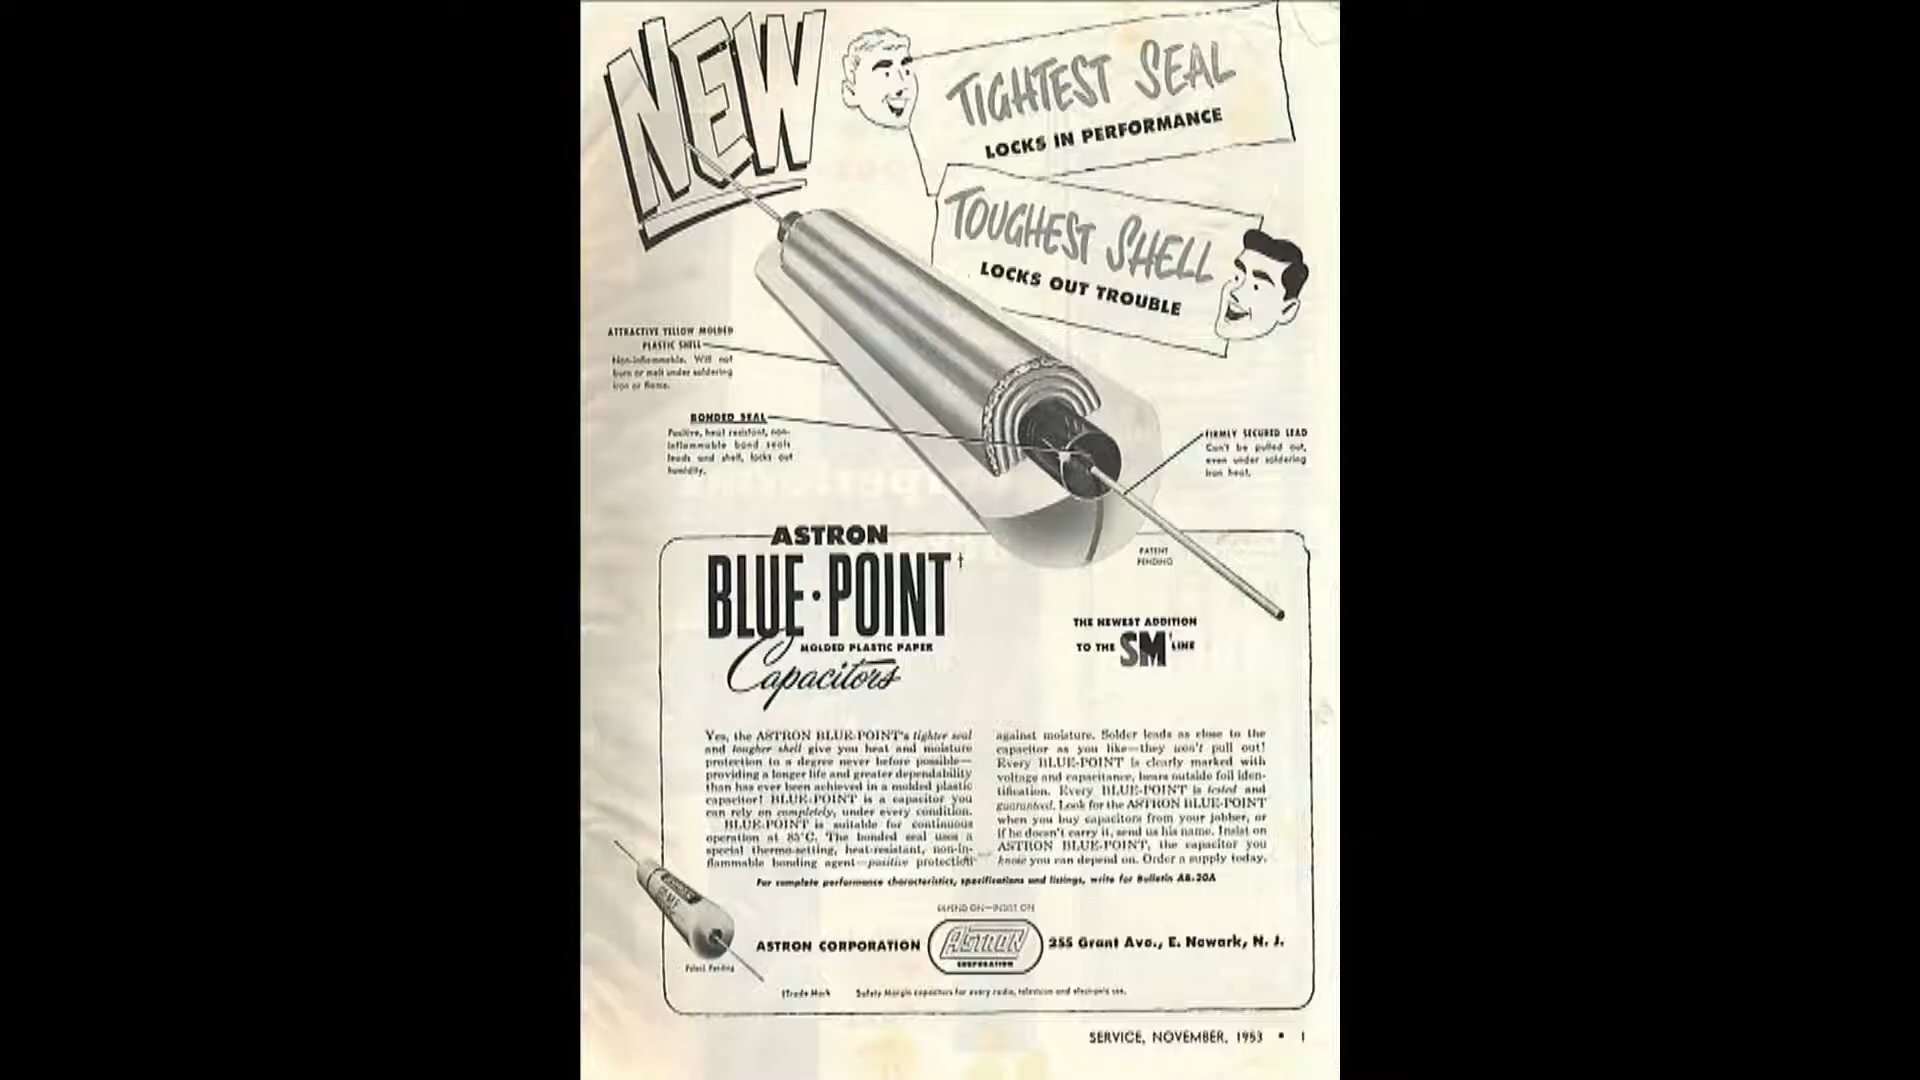 NEW
TIGHTEST SEAL
LOCKS IN PERFORMANCE
TOUGHEST SHELL
LOCKS OUT TROUBLE
ATTRACTIVE YELLOW MOLDED
PLASTIC SHELL
Non-inflammable. Will not
burn or melt under soldering
iron or flame.
BONDED SEAL
Positive, heat resistant, non-
inflammable bond seals
leads and shell, locks out
humidity.
FIRMLY SECURED LEAD
Can't be pulled out,
even under soldering
iron heat.
PATENT
PENDING
ASTRON
BLUE·POINT†
MOLDED PLASTIC PAPER
Capacitors
THE NEWEST ADDITION
TO THE SM† LINE
Yes, the ASTRON BLUE-POINT's tighter seal
and tougher shell give you heat and moisture
protection to a degree never before possible—
providing a longer life and greater dependability
than has ever been achieved in a molded plastic
capacitor! BLUE-POINT is a capacitor you
can rely on completely, under every condition.
BLUE-POINT is suitable for continuous
operation at 85°C. The bonded seal uses a
special thermo-setting, heat-resistant, non-in-
flammable bonding agent—positive protection
against moisture. Solder leads as close to the
capacitor as you like—they won't pull out!
Every BLUE-POINT is clearly marked with
voltage and capacitance, bears outside foil iden-
tification. Every BLUE-POINT is tested and
guaranteed. Look for the ASTRON BLUE-POINT
when you buy capacitors from your jobber, or
if he doesn't carry it, send us his name. Insist on
ASTRON BLUE-POINT, the capacitor you
know you can depend on. Order a supply today.
For complete performance characteristics, specifications and listings, write for Bulletin AB-20A
DEPEND ON—INSIST ON
ASTRON CORPORATION
ASTRON
CORPORATION
255 Grant Ave., E. Newark, N. J.
Patent Pending
†Trade Mark
Safety Margin capacitors for every radio, television and electronic use.
SERVICE, NOVEMBER, 1953 • 1